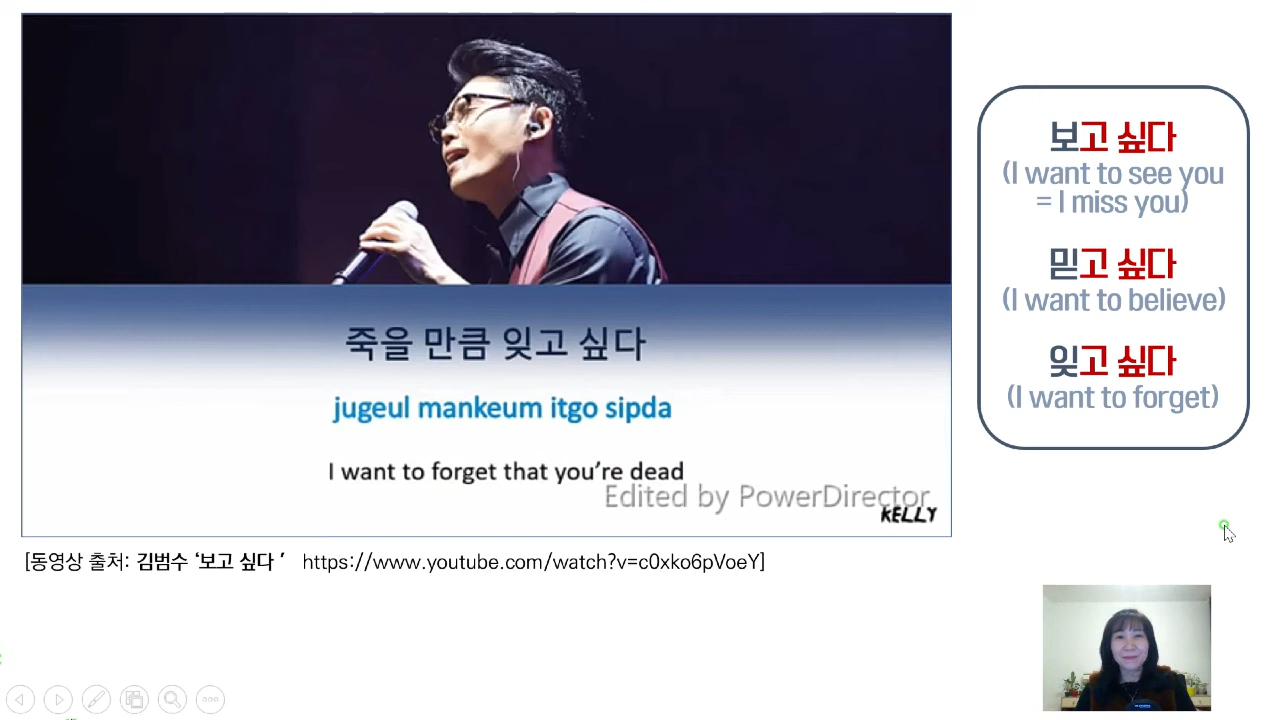 죽을 만큼 잊고 싶다
jugeul mankeum itgo sipda
I want to forget that you're dead
Edited by PowerDirector
KELLY
[동영상 출처: 김범수 ‘보고 싶다 ’ https://www.youtube.com/watch?v=c0xko6pVoeY]
보고 싶다
(I want to see you
= I miss you)
믿고 싶다
(I want to believe)
잊고 싶다
(I want to forget)